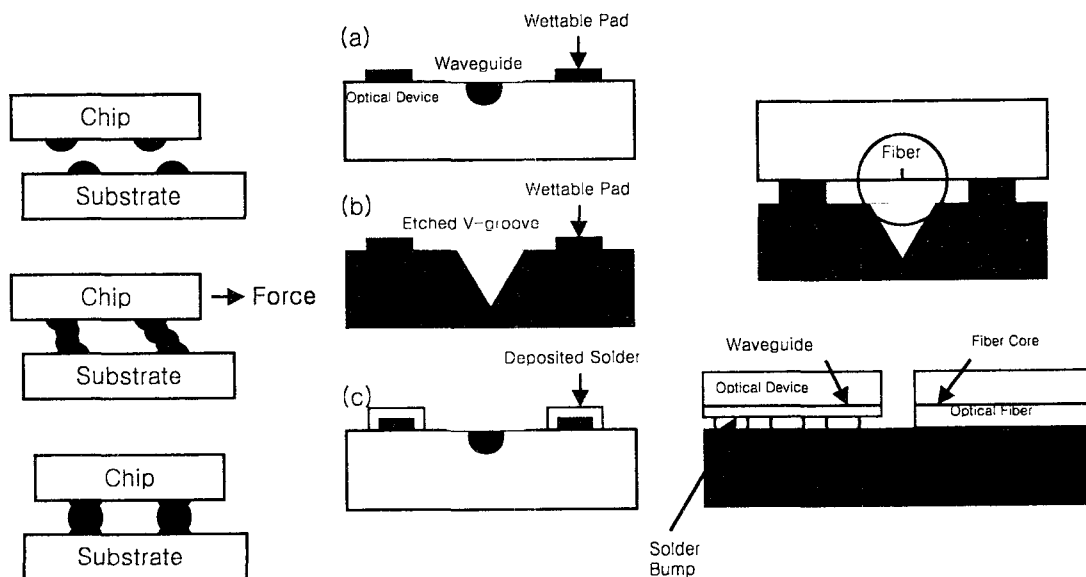 Chip
Substrate
Chip
Force
Substrate
Chip
Substrate
(a)
Wettable Pad
Waveguide
Optical Device
Wettable Pad
(b)
Etched V-groove
Deposited Solder
(c)
Fiber
Waveguide
Fiber Core
Optical Device
Optical Fiber
Solder
Bump